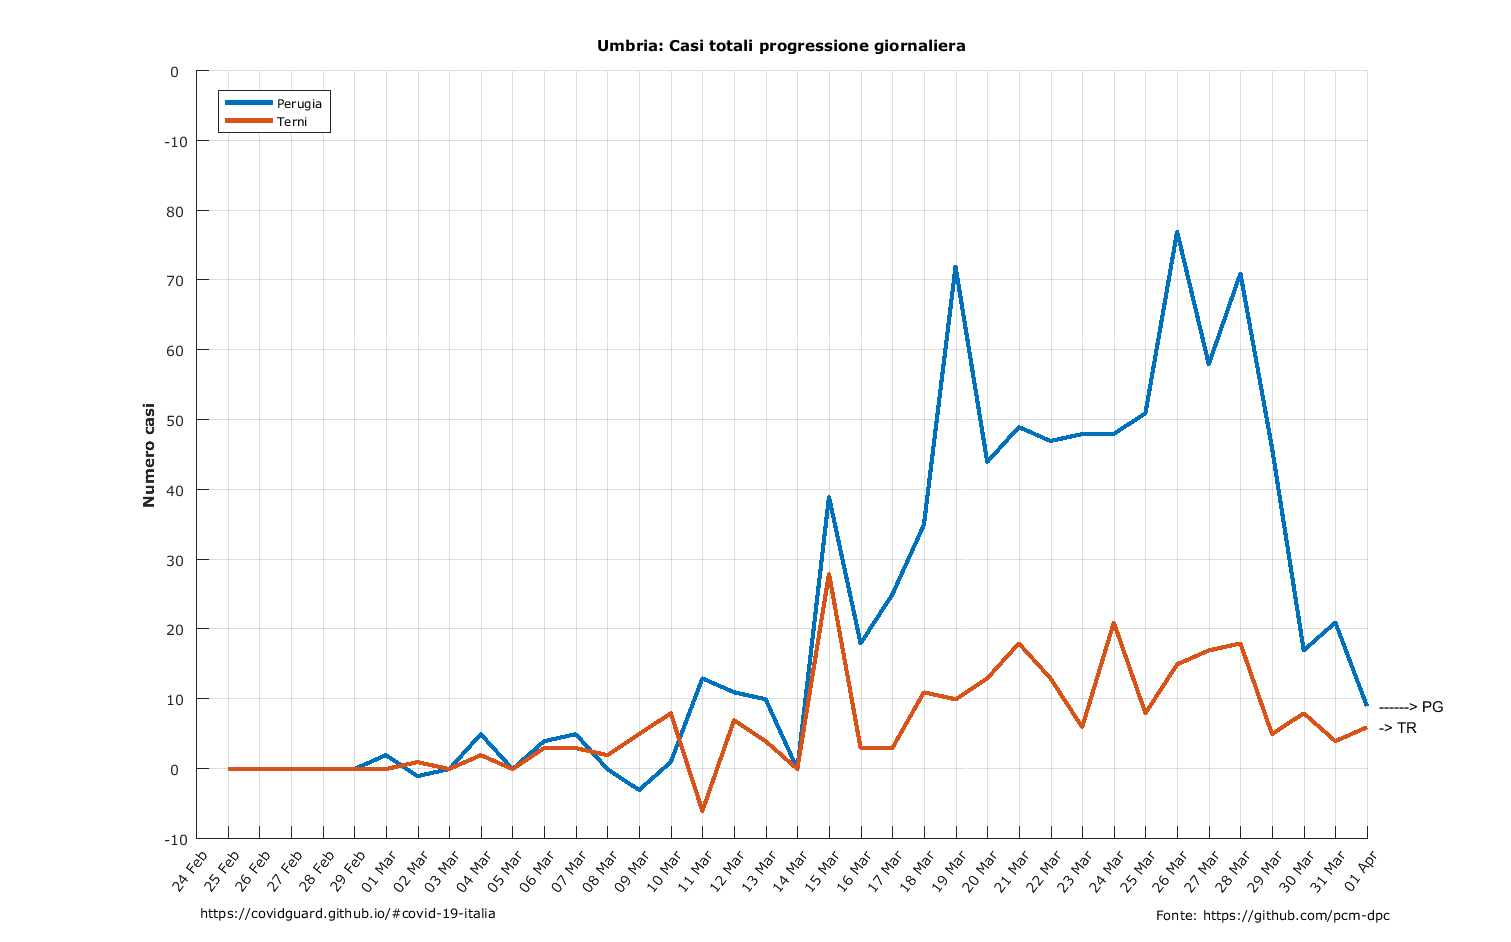 Umbria: Casi totali progressione giornaliera
0
-10
80
70
60
50
40
30
20
10
0
-10
Numero casi
Perugia
Terni
------> PG
-> TR
24 Feb
25 Feb
26 Feb
27 Feb
28 Feb
29 Feb
01 Mar
02 Mar
03 Mar
04 Mar
05 Mar
06 Mar
07 Mar
08 Mar
09 Mar
10 Mar
11 Mar
12 Mar
13 Mar
14 Mar
15 Mar
16 Mar
17 Mar
18 Mar
19 Mar
20 Mar
21 Mar
22 Mar
23 Mar
24 Mar
25 Mar
26 Mar
27 Mar
28 Mar
29 Mar
30 Mar
31 Mar
01 Apr
https://covidguard.github.io/#covid-19-italia
Fonte: https://github.com/pcm-dpc